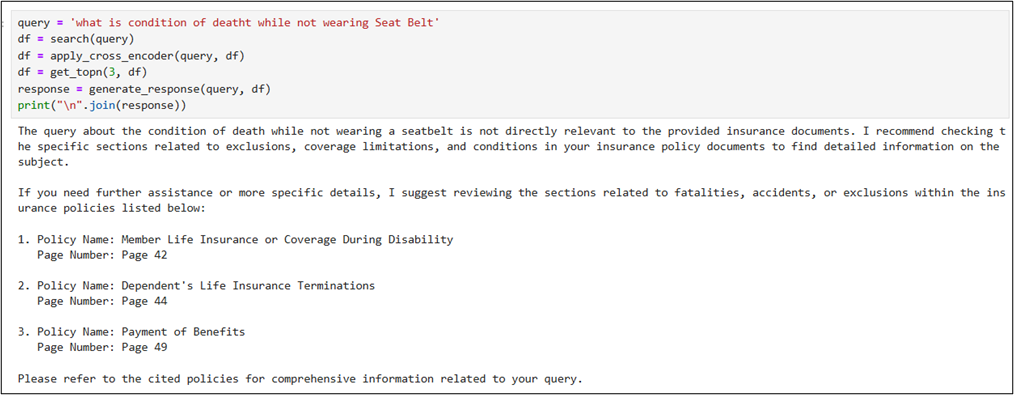 query = 'what is condition of deatht while not wearing Seat Belt'
df = search(query)
df = apply_cross_encoder(query, df)
df = get_topn(3, df)
response = generate_response(query, df)
print("\n".join(response))
The query about the condition of death while not wearing a seatbelt is not directly relevant to the provided insurance documents. I recommend checking t
he specific sections related to exclusions, coverage limitations, and conditions in your insurance policy documents to find detailed information on the
subject.
If you need further assistance or more specific details, I suggest reviewing the sections related to fatalities, accidents, or exclusions within the ins
urance policies listed below:
1. Policy Name: Member Life Insurance or Coverage During Disability
Page Number: Page 42
2. Policy Name: Dependent's Life Insurance Terminations
Page Number: Page 44
3. Policy Name: Payment of Benefits
Page Number: Page 49
Please refer to the cited policies for comprehensive information related to your query.